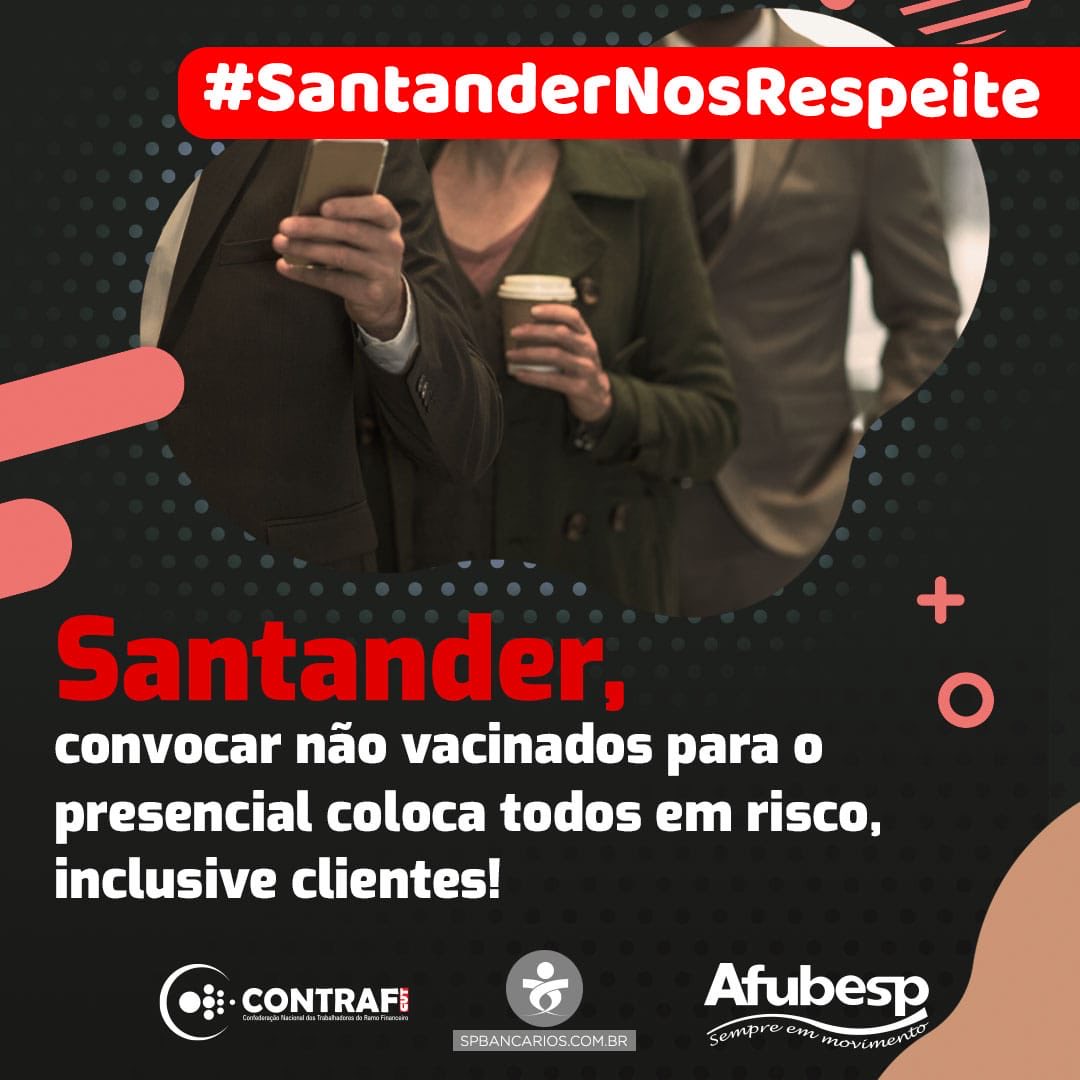 #SantanderNosRespeite
Santander,
convocar não vacinados para o
presencial coloca todos em risco,
inclusive clientes!
CONTRAF CUT
Confederação Nacional dos Trabalhadores do Ramo Financeiro
SPBANCARIOS.COM.BR
Afubesp
Sempre em movimento